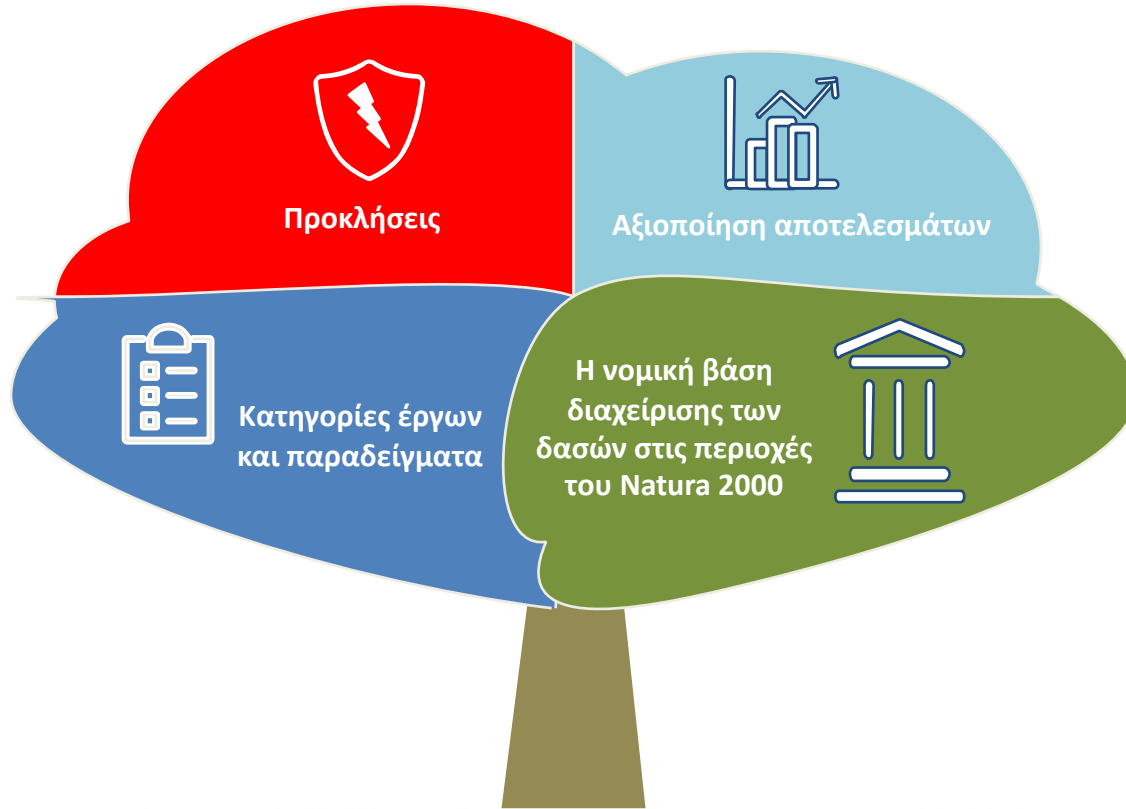 Προκλήσεις
Αξιοποίηση αποτελεσμάτων
Κατηγορίες έργων
και παραδείγματα
Η νομική βάση
διαχείρισης των
δασών στις περιοχές
του Natura 2000